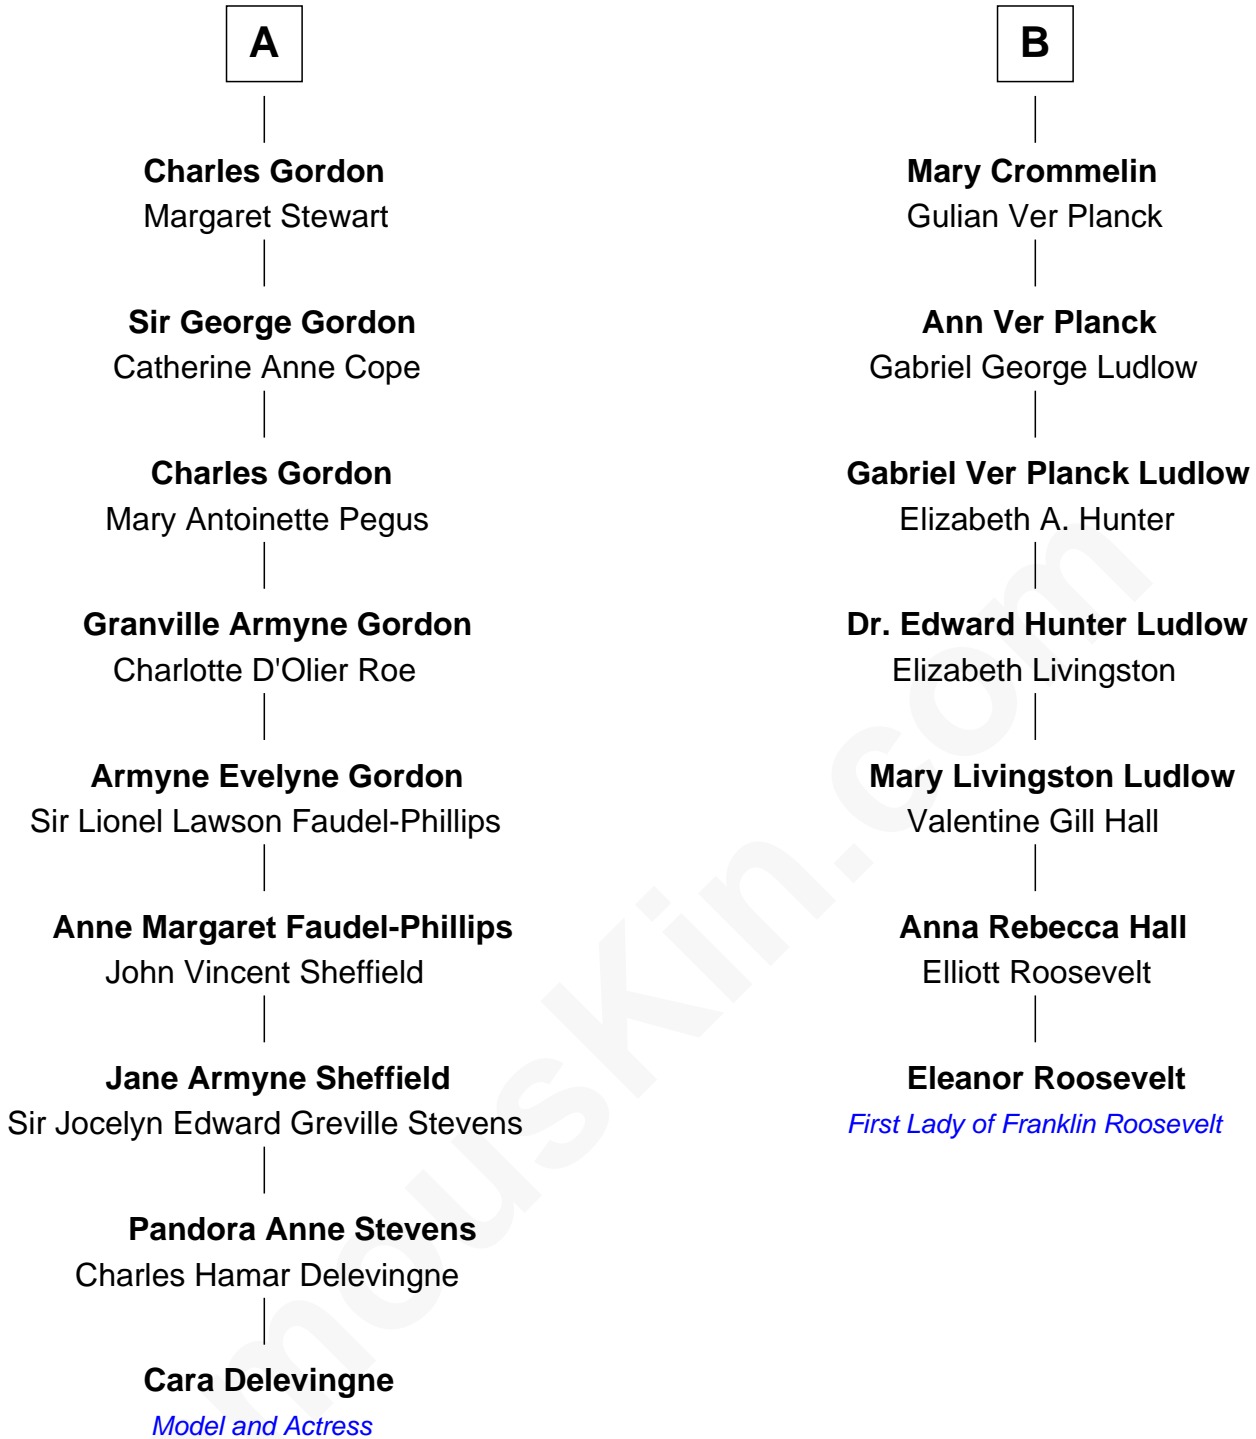 A
Charles Gordon
Margaret Stewart
Sir George Gordon
Catherine Anne Cope
Charles Gordon
Mary Antoinette Pegus
Granville Armyne Gordon
Charlotte D'Olier Roe
Armyne Evelyne Gordon
Sir Lionel Lawson Faudel-Phillips
Anne Margaret Faudel-Phillips
John Vincent Sheffield
Jane Armyne Sheffield
Sir Jocelyn Edward Greville Stevens
Pandora Anne Stevens
Charles Hamar Delevingne
Cara Delevingne
Model and Actress
B
Mary Crommelin
Gulian Ver Planck
Ann Ver Planck
Gabriel George Ludlow
Gabriel Ver Planck Ludlow
Elizabeth A. Hunter
Dr. Edward Hunter Ludlow
Elizabeth Livingston
Mary Livingston Ludlow
Valentine Gill Hall
Anna Rebecca Hall
Elliott Roosevelt
Eleanor Roosevelt
First Lady of Franklin Roosevelt
mousKin.com